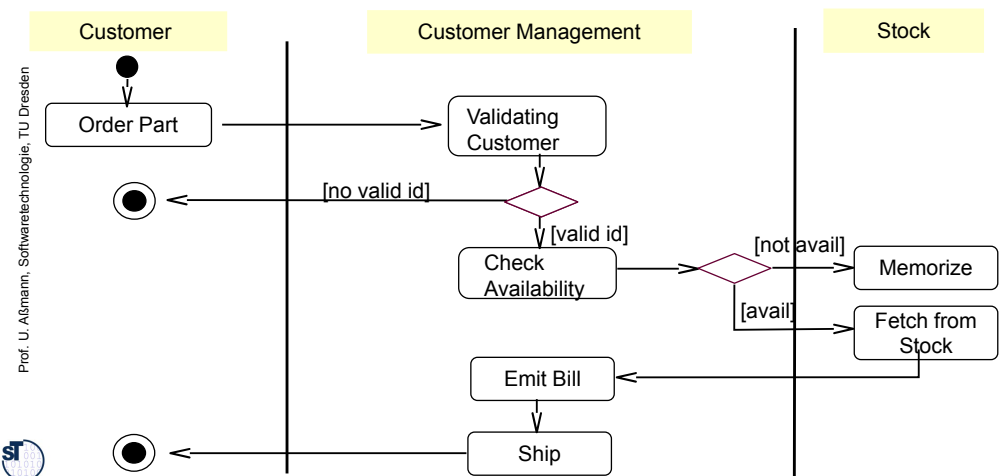 Customer
Customer Management
Stock
Prof. U. Aßmann, Softwaretechnologie, TU Dresden
Order Part
Validating
Customer
[no valid id]
[valid id]
Check
Availability
[not avail]
Memorize
[avail]
Fetch from
Stock
Emit Bill
Ship
ST